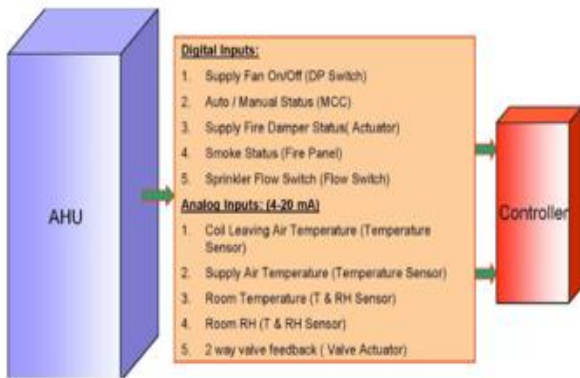 AHU
Digital Inputs:
1. Supply Fan On/Off (DP Switch)
2. Auto / Manual Status (MCC)
3. Supply Fire Damper Status( Actuator)
4. Smoke Status (Fire Panel)
5. Sprinkler Flow Switch (Flow Switch)
Analog Inputs: (4-20 mA)
1. Coil Leaving Air Temperature (Temperature
Sensor)
2. Supply Air Temperature (Temperature Sensor)
3. Room Temperature (T & RH Sensor)
4. Room RH (T & RH Sensor)
5. 2 way valve feedback ( Valve Actuator)
Controller